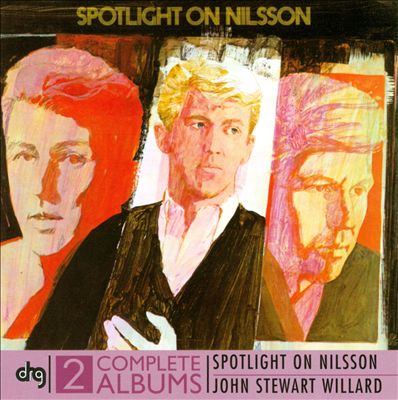 SPOTLIGHT ON NILSSON
drg
2
COMPLETE
ALBUMS
SPOTLIGHT ON NILSSON
JOHN STEWART WILLARD